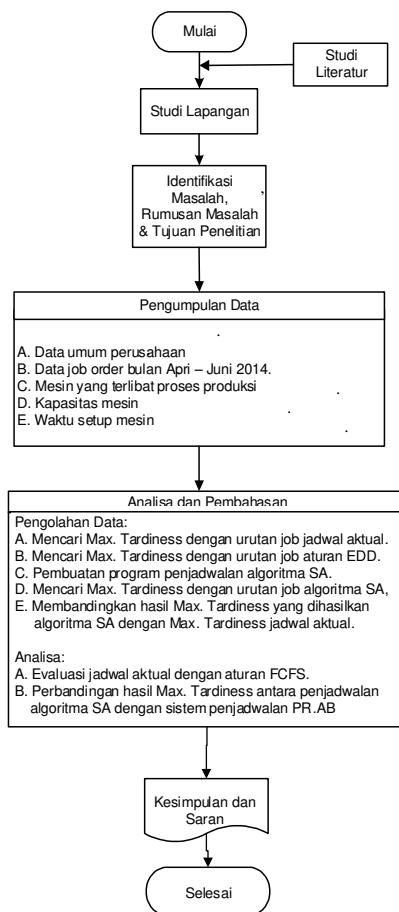 Mulai
Studi
Literatur
Studi Lapangan
Identifikasi
Masalah,
Rumusan Masalah
& Tujuan Penelitian
Pengumpulan Data
A. Data umum perusahaan
B. Data job order bulan Apri – Juni 2014.
C. Mesin yang terlibat proses produksi
D. Kapasitas mesin
E. Waktu setup mesin
Analisa dan Pembahasan
Pengolahan Data:
A. Mencari Max. Tardiness dengan urutan job jadwal aktual.
B. Mencari Max. Tardiness dengan urutan job aturan EDD.
C. Pembuatan program penjadwalan algoritma SA.
D. Mencari Max. Tardiness dengan urutan job algoritma SA,
E. Membandingkan hasil Max. Tardiness yang dihasilkan
algoritma SA dengan Max. Tardiness jadwal aktual.
Analisa:
A. Evaluasi jadwal aktual dengan aturan FCFS.
B. Perbandingan hasil Max. Tardiness antara penjadwalan
algoritma SA dengan sistem penjadwalan PR.AB
Kesimpulan dan
Saran
Selesai